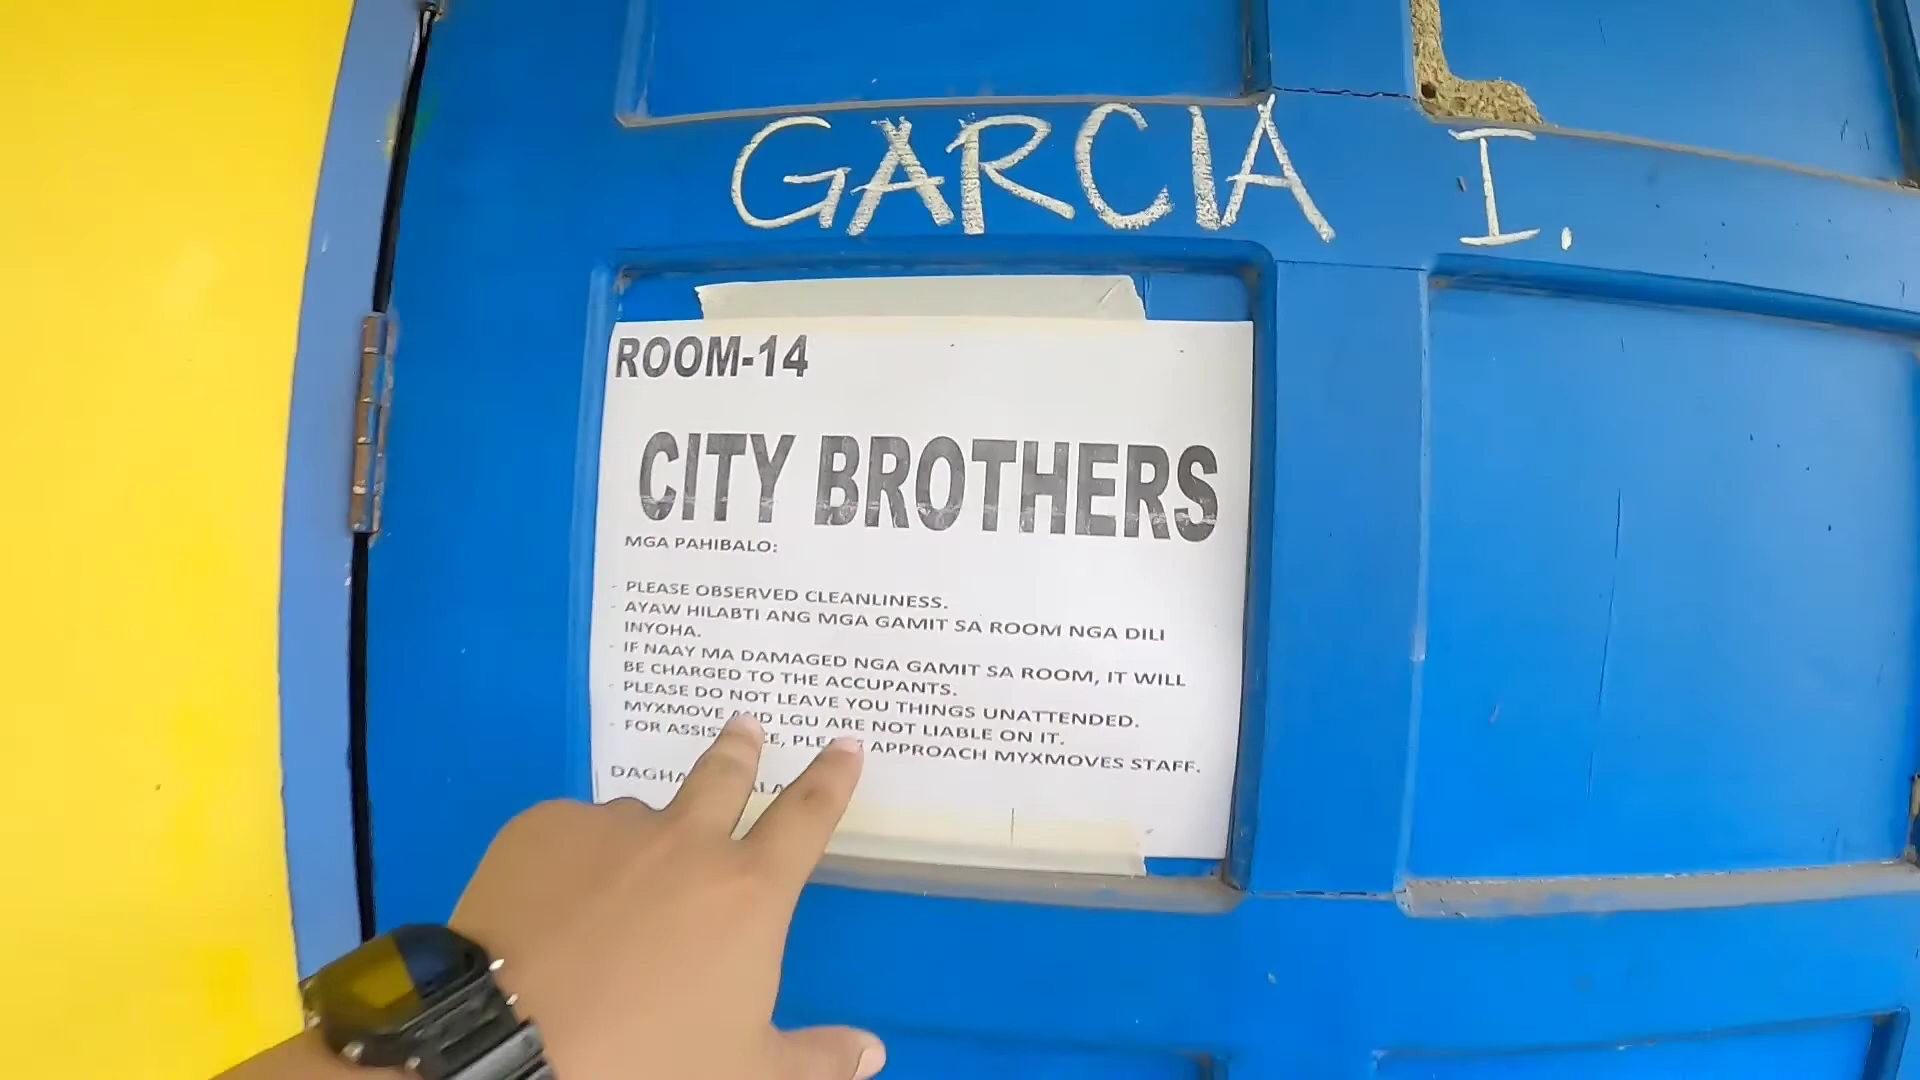 GARCIA I.
ROOM-14
CITY BROTHERS
MGA PAHIBALO:
- PLEASE OBSERVED CLEANLINESS.
- AYAW HILABTI ANG MGA GAMIT SA ROOM NGA DILI
INYOHA.
- IF NAAY MA DAMAGED NGA GAMIT SA ROOM, IT WILL
BE CHARGED TO THE ACCUPANTS.
- PLEASE DO NOT LEAVE YOU THINGS UNATTENDED.
MYXMOVE AND LGU ARE NOT LIABLE ON IT.
- FOR PLEASE APPROACH MYXMOVES STAFF.